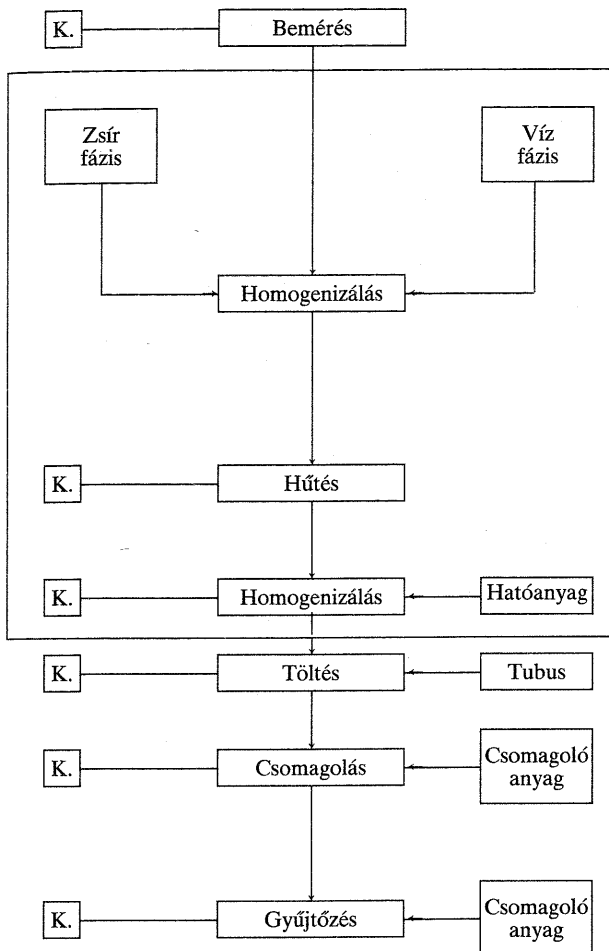 K.
Bemérés
Zsír
fázis
Víz
fázis
Homogenizálás
K.
Hűtés
K.
Homogenizálás
Hatóanyag
K.
Töltés
Tubus
K.
Csomagolás
Csomagoló
anyag
K.
Gyűjtőzés
Csomagoló
anyag